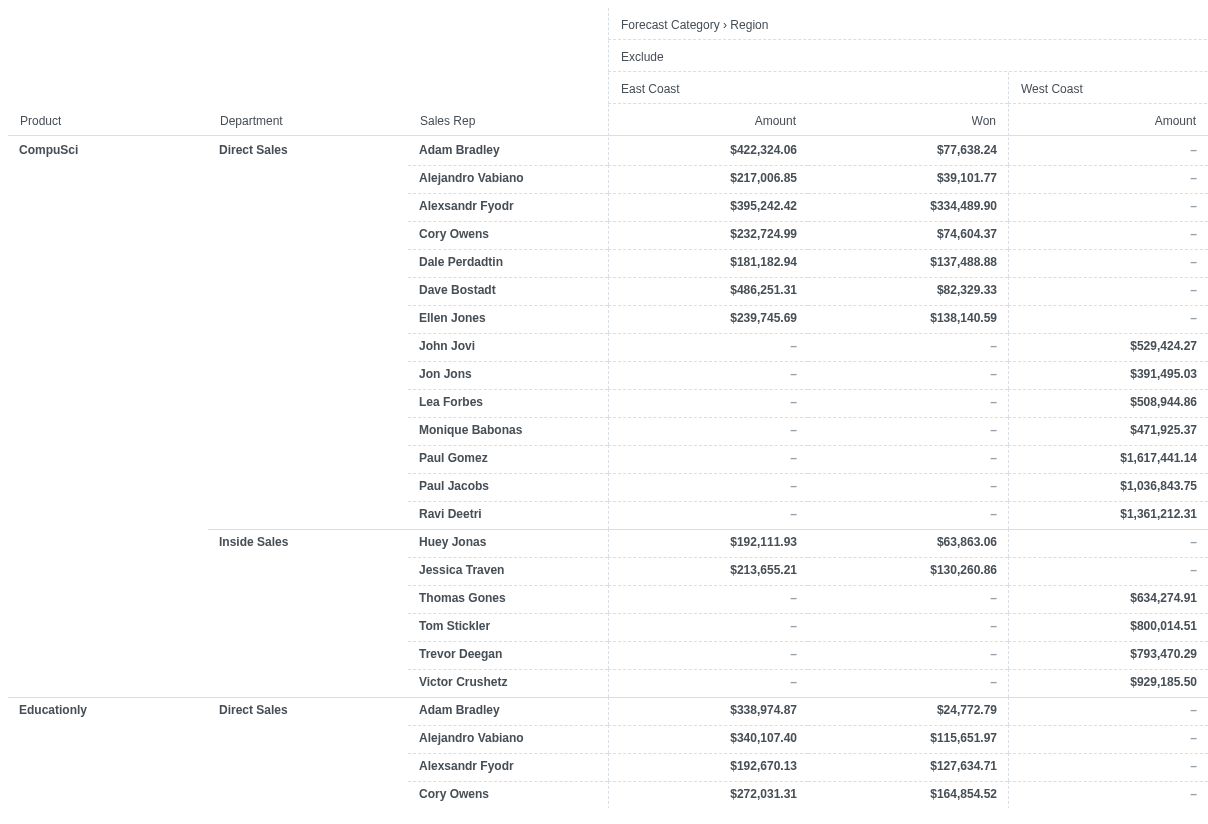 Forecast Category › Region
Exclude
East Coast West Coast
Product Department Sales Rep Amount Won Amount
CompuSci Direct Sales Adam Bradley $422,324.06 $77,638.24 –
Alejandro Vabiano $217,006.85 $39,101.77 –
Alexsandr Fyodr $395,242.42 $334,489.90 –
Cory Owens $232,724.99 $74,604.37 –
Dale Perdadtin $181,182.94 $137,488.88 –
Dave Bostadt $486,251.31 $82,329.33 –
Ellen Jones $239,745.69 $138,140.59 –
John Jovi – – $529,424.27
Jon Jons – – $391,495.03
Lea Forbes – – $508,944.86
Monique Babonas – – $471,925.37
Paul Gomez – – $1,617,441.14
Paul Jacobs – – $1,036,843.75
Ravi Deetri – – $1,361,212.31
Inside Sales Huey Jonas $192,111.93 $63,863.06 –
Jessica Traven $213,655.21 $130,260.86 –
Thomas Gones – – $634,274.91
Tom Stickler – – $800,014.51
Trevor Deegan – – $793,470.29
Victor Crushetz – – $929,185.50
Educationly Direct Sales Adam Bradley $338,974.87 $24,772.79 –
Alejandro Vabiano $340,107.40 $115,651.97 –
Alexsandr Fyodr $192,670.13 $127,634.71 –
Cory Owens $272,031.31 $164,854.52 –